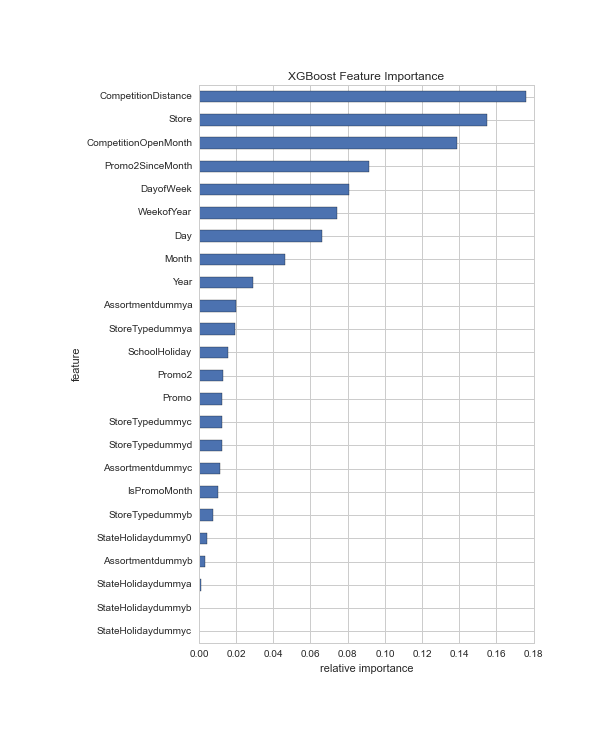 XGBoost Feature Importance
CompetitionDistance
Store
CompetitionOpenMonth
Promo2SinceMonth
DayofWeek
WeekofYear
Day
Month
Year
Assortmentdummya
StoreTypedummya
SchoolHoliday
Promo2
Promo
StoreTypedummyc
StoreTypedummyd
Assortmentdummyc
IsPromoMonth
StoreTypedummyb
StateHolidaydummy0
Assortmentdummyb
StateHolidaydummya
StateHolidaydummyb
StateHolidaydummyc
feature
0.00 0.02 0.04 0.06 0.08 0.10 0.12 0.14 0.16 0.18
relative importance